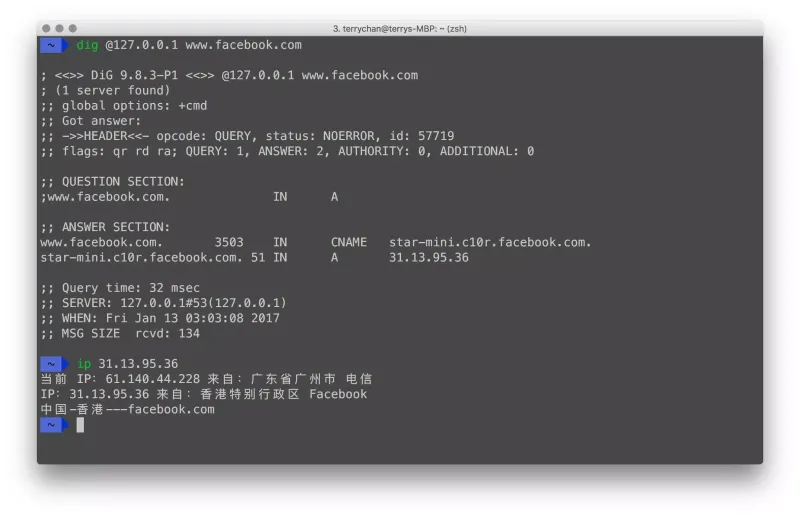 3. terrychan@terrys-MBP: ~ (zsh)
~ dig @127.0.0.1 www.facebook.com
; <<>> DiG 9.8.3-P1 <<>> @127.0.0.1 www.facebook.com
; (1 server found)
;; global options: +cmd
;; Got answer:
;; ->>HEADER<<- opcode: QUERY, status: NOERROR, id: 57719
;; flags: qr rd ra; QUERY: 1, ANSWER: 2, AUTHORITY: 0, ADDITIONAL: 0
;; QUESTION SECTION:
;www.facebook.com. IN A
;; ANSWER SECTION:
www.facebook.com. 3503 IN CNAME star-mini.c10r.facebook.com.
star-mini.c10r.facebook.com. 51 IN A 31.13.95.36
;; Query time: 32 msec
;; SERVER: 127.0.0.1#53(127.0.0.1)
;; WHEN: Fri Jan 13 03:03:08 2017
;; MSG SIZE rcvd: 134
~ ip 31.13.95.36
当前 IP: 61.140.44.228 来自: 广东省广州市 电信
IP: 31.13.95.36 来自: 香港特别行政区 Facebook
中国-香港---facebook.com
~